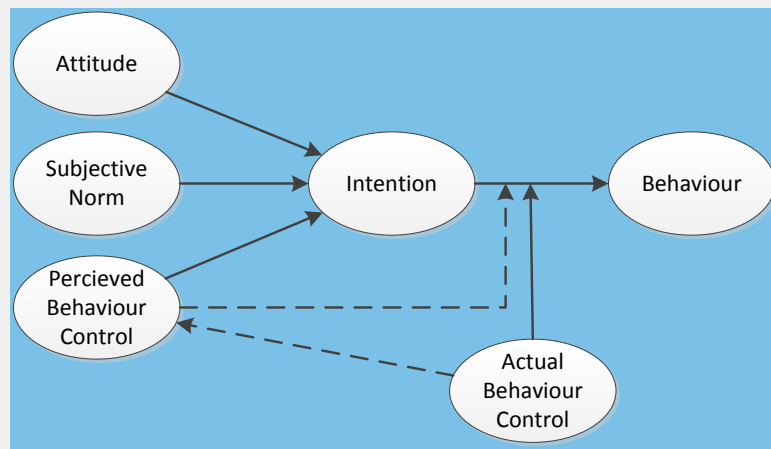 Attitude
Subjective
Norm
Intention
Behaviour
Percieved
Behaviour
Control
Actual
Behaviour
Control